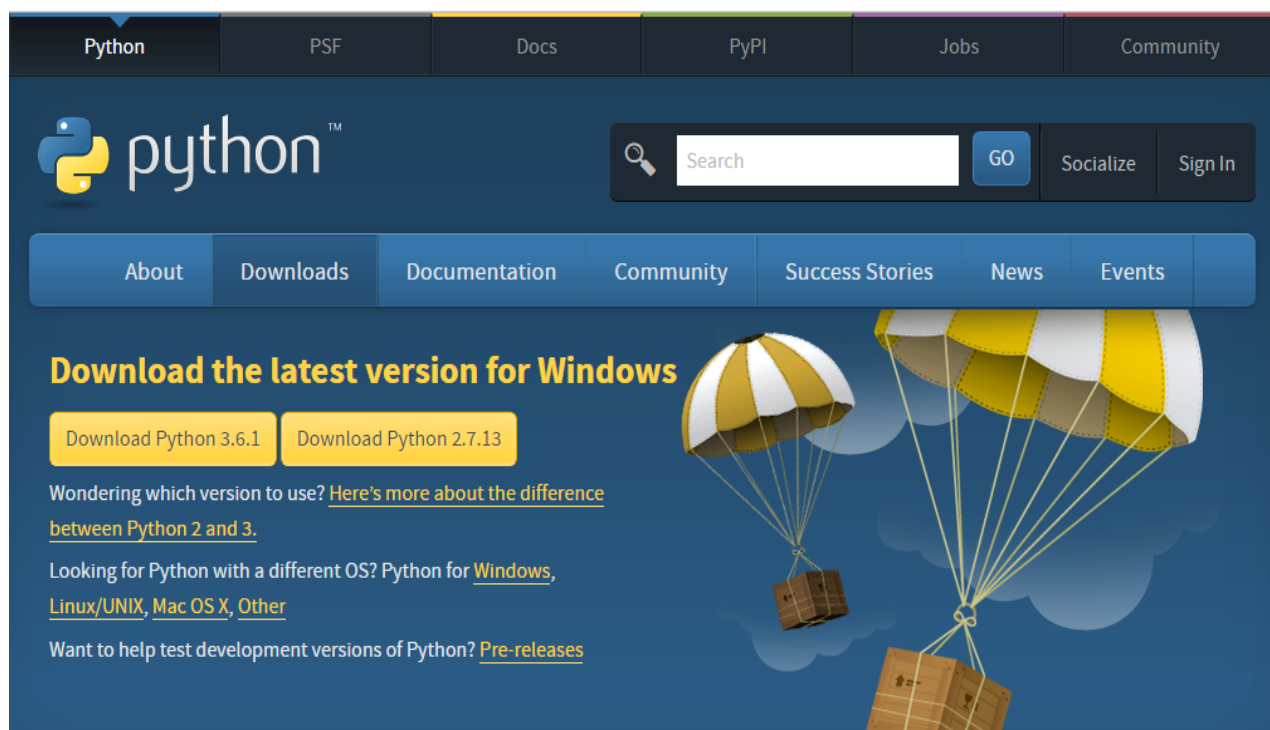 Python PSF Docs PyPI Jobs Community
python™
Search GO Socialize Sign In
About Downloads Documentation Community Success Stories News Events
Download the latest version for Windows
Download Python 3.6.1 Download Python 2.7.13
Wondering which version to use? Here's more about the difference
between Python 2 and 3.
Looking for Python with a different OS? Python for Windows,
Linux/UNIX, Mac OS X, Other
Want to help test development versions of Python? Pre-releases